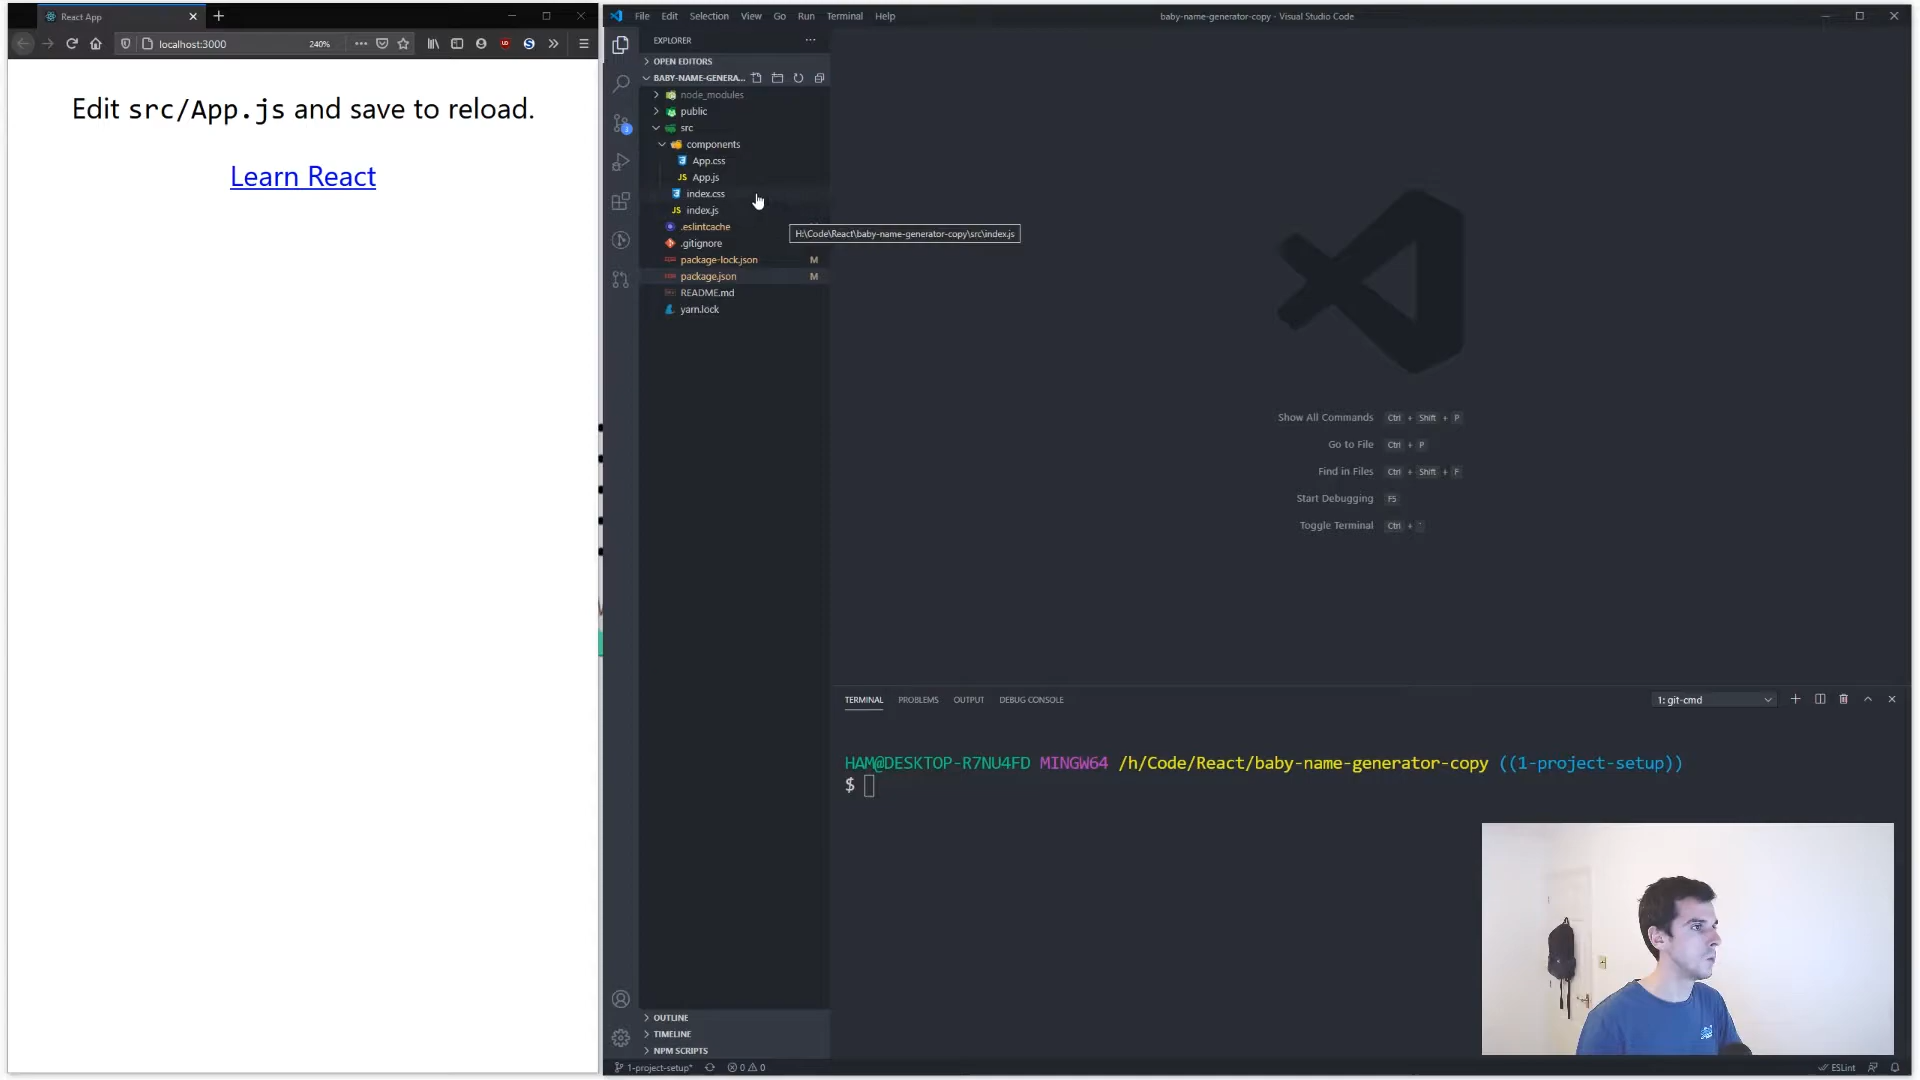 React App
localhost:3000
240%
Edit src/App.js and save to reload.
Learn React
File Edit Selection View Go Run Terminal Help
baby-name-generator-copy - Visual Studio Code
EXPLORER
OPEN EDITORS
BABY-NAME-GENERA...
node_modules
public
src
components
App.css
App.js
index.css
index.js
.eslintcache
.gitignore
package-lock.json M
package.json M
README.md
yarn.lock
H:\Code\React\baby-name-generator-copy\src\index.js
Show All Commands Ctrl + Shift + P
Go to File Ctrl + P
Find in Files Ctrl + Shift + F
Start Debugging F5
Toggle Terminal Ctrl + `
TERMINAL PROBLEMS OUTPUT DEBUG CONSOLE
1: git-cmd
HAM@DESKTOP-R7NU4FD MINGW64 /h/Code/React/baby-name-generator-copy ((1-project-setup))
$
OUTLINE
TIMELINE
NPM SCRIPTS
1-project-setup* 0 0
ESLint